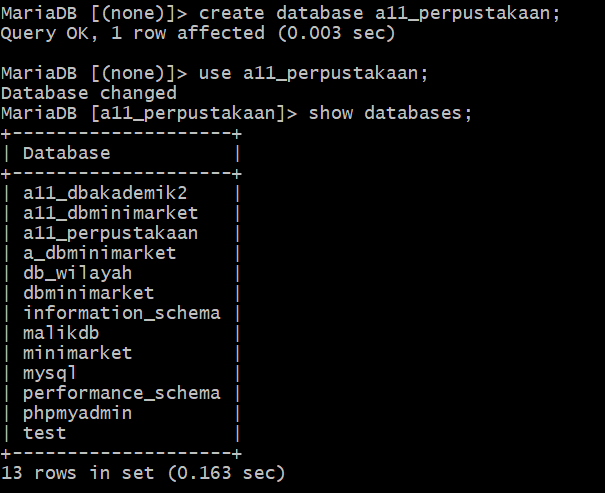 MariaDB [(none)]> create database a11_perpustakaan;
Query OK, 1 row affected (0.003 sec)
MariaDB [(none)]> use a11_perpustakaan;
Database changed
MariaDB [a11_perpustakaan]> show databases;
+--------------------+
| Database           |
+--------------------+
| a11_dbakademik2    |
| a11_dbminimarket   |
| a11_perpustakaan   |
| a_dbminimarket     |
| db_wilayah         |
| dbminimarket       |
| information_schema |
| malikdb            |
| minimarket         |
| mysql              |
| performance_schema |
| phpmyadmin         |
| test               |
+--------------------+
13 rows in set (0.163 sec)